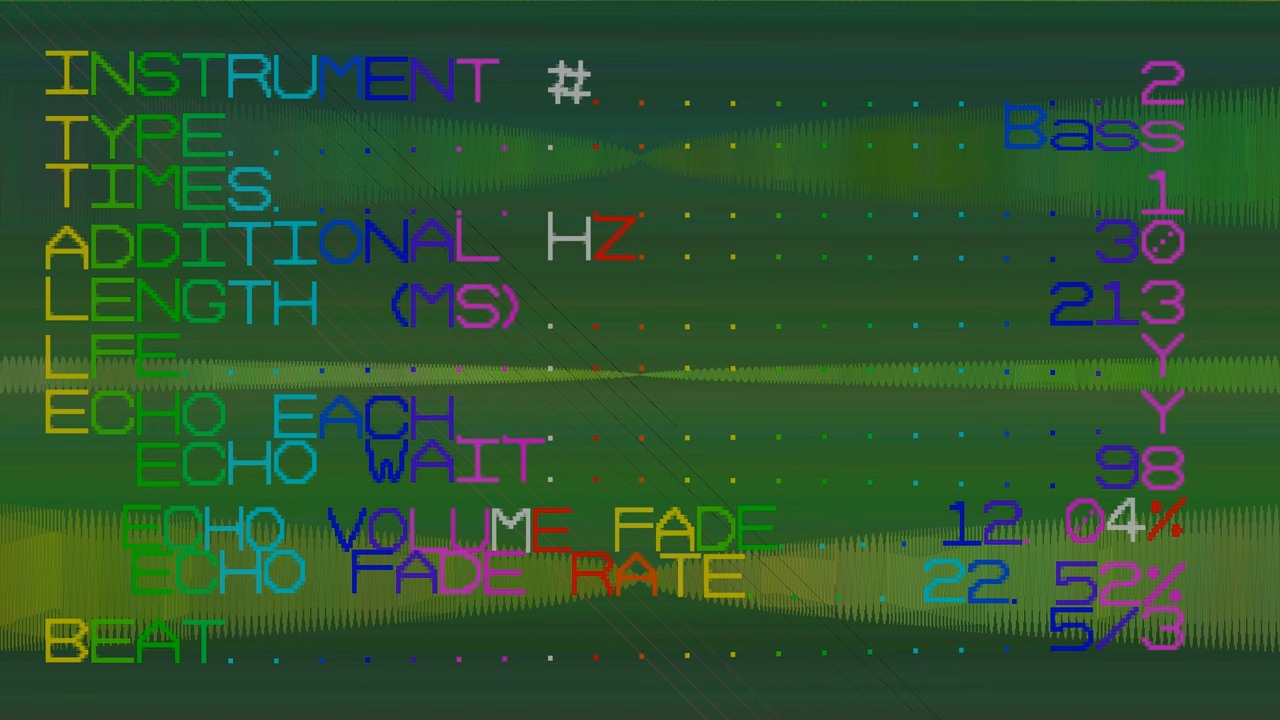 INSTRUMENT #. . . . . . . . . . . . 2
TYPE. . . . . . . . . . . . . . . . . Bass
TIMES. . . . . . . . . . . . . . . . . . . 1
ADDITIONAL HZ. . . . . . . . . . 30
LENGTH (MS). . . . . . . . . . . 213
LFE. . . . . . . . . . . . . . . . . . . . . Y
ECHO EACH. . . . . . . . . . . . . Y
ECHO WAIT. . . . . . . . . . . . 98
ECHO VOLUME FADE. . . . 12.04%
ECHO FADE RATE. . . . 22.52%
BEAT. . . . . . . . . . . . . . . . . . . 5/3